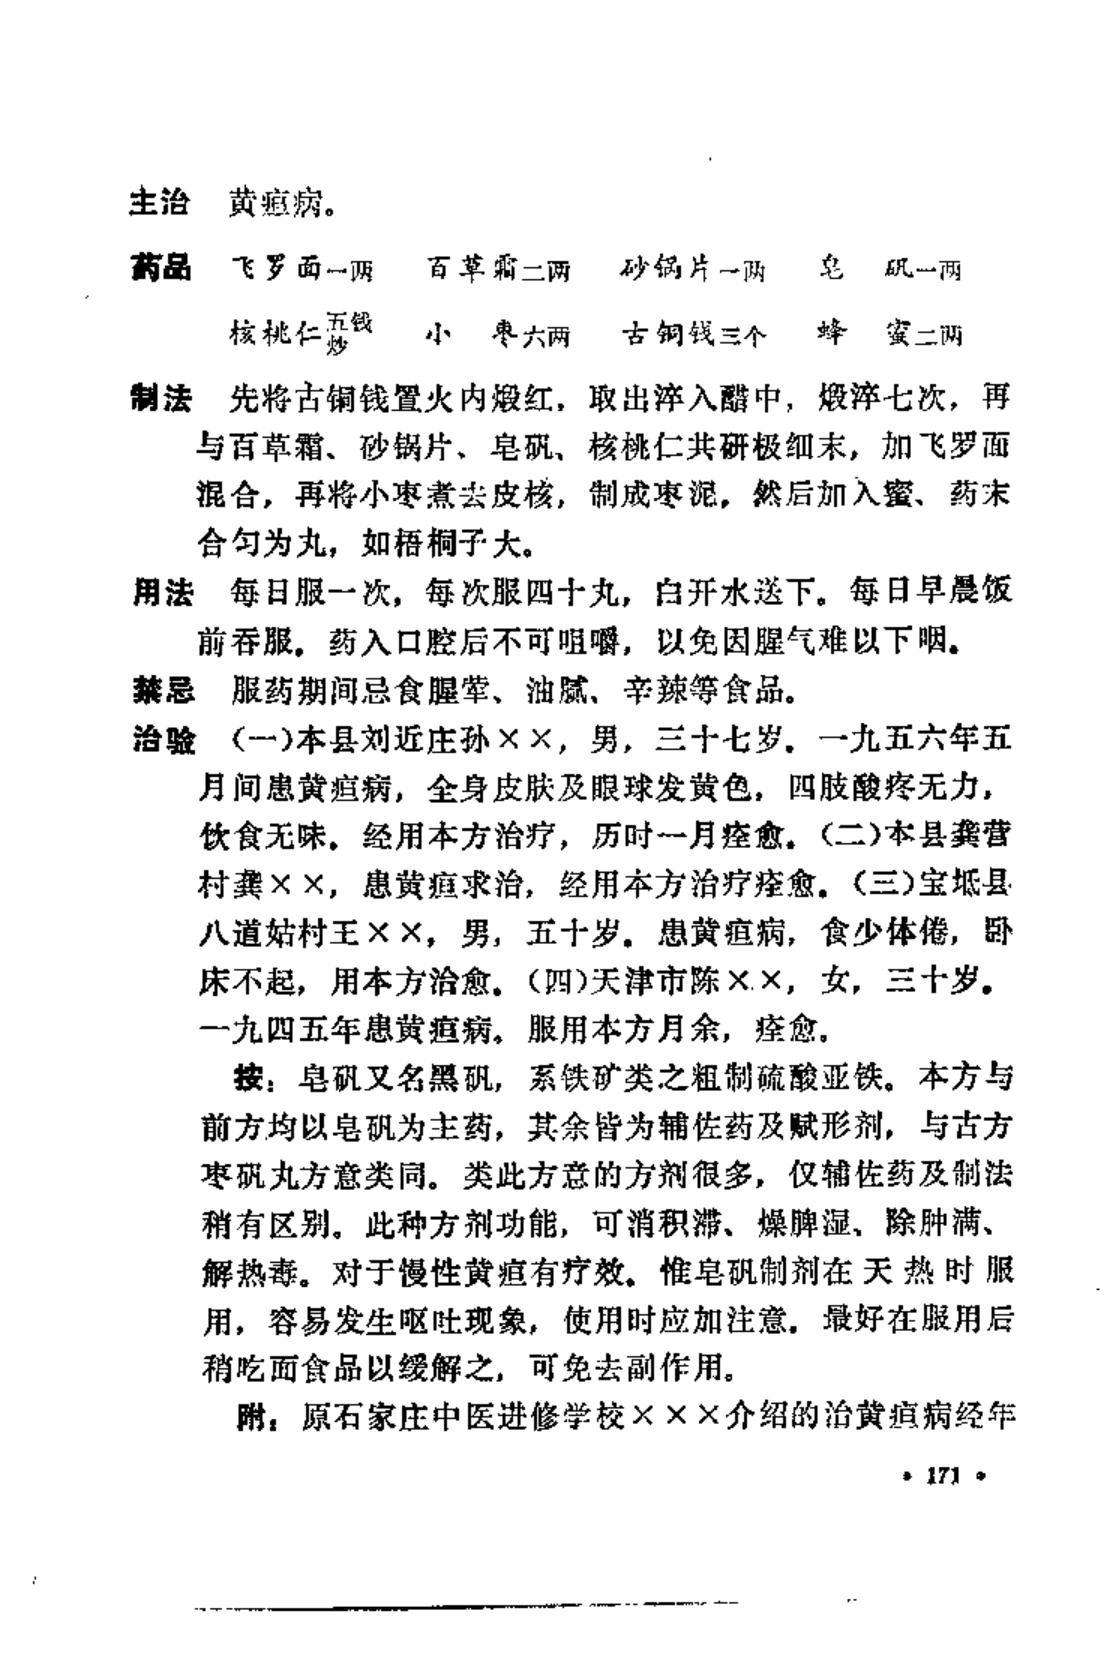 主治　黄疸病。
药品　飞罗面一两　百草霜二两　砂锅片一两　皂　矾一两
核桃仁五钱炒　小　枣六两　古铜钱三个　蜂　蜜二两
制法　先将古铜钱置火内煅红，取出淬入醋中，煅淬七次，再
与百草霜、砂锅片、皂矾、核桃仁共研极细末，加飞罗面
混合，再将小枣煮去皮核，制成枣泥，然后加入蜜、药末
合匀为丸，如梧桐子大。
用法　每日服一次，每次服四十丸，白开水送下。每日早晨饭
前吞服。药入口腔后不可咀嚼，以免因腥气难以下咽。
禁忌　服药期间忌食腥荤、油腻、辛辣等食品。
治验　(一)本县刘近庄孙××，男，三十七岁。一九五六年五
月间患黄疸病，全身皮肤及眼球发黄色，四肢酸疼无力，
饮食无味。经用本方治疗，历时一月痊愈。(二)本县龚营
村龚××，患黄疸求治，经用本方治疗痊愈。(三)宝坻县
八道姑村王××，男，五十岁。患黄疸病，食少体倦，卧
床不起，用本方治愈。(四)天津市陈××，女，三十岁。
一九四五年患黄疸病。服用本方月余，痊愈。
按：皂矾又名黑矾，系铁矿类之粗制硫酸亚铁。本方与
前方均以皂矾为主药，其余皆为辅佐药及赋形剂，与古方
枣矾丸方意类同。类此方意的方剂很多，仅辅佐药及制法
稍有区别。此种方剂功能，可消积滞、燥脾湿、除肿满、
解热毒。对于慢性黄疸有疗效。惟皂矾制剂在天热时服
用，容易发生呕吐现象，使用时应加注意。最好在服用后
稍吃面食品以缓解之，可免去副作用。
附：原石家庄中医进修学校×××介绍的治黄疸病经年
• 171 •